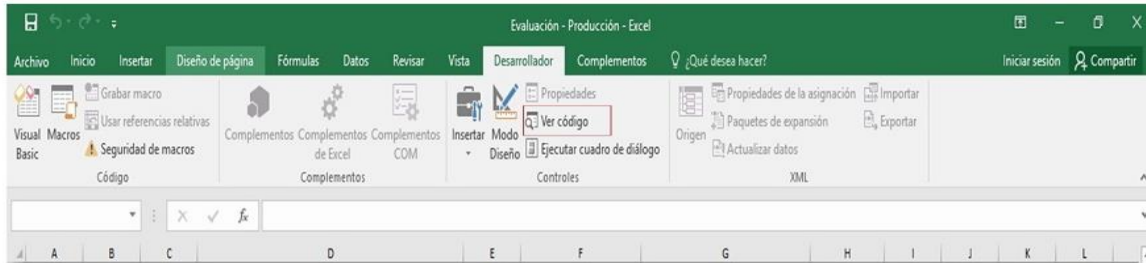 Evaluación - Producción - Excel
Archivo Inicio Insertar Diseño de página Fórmulas Datos Revisar Vista Desarrollador Complementos ¿Qué desea hacer? Iniciar sesión Compartir
Visual Basic
Macros
Grabar macro
Usar referencias relativas
Seguridad de macros
Código
Complementos
Complementos de Excel
Complementos COM
Complementos
Insertar
Modo Diseño
Propiedades
Ver código
Ejecutar cuadro de diálogo
Controles
Origen
Propiedades de la asignación
Paquetes de expansión
Actualizar datos
Importar
Exportar
XML
fx
A B C D E F G H I J K L